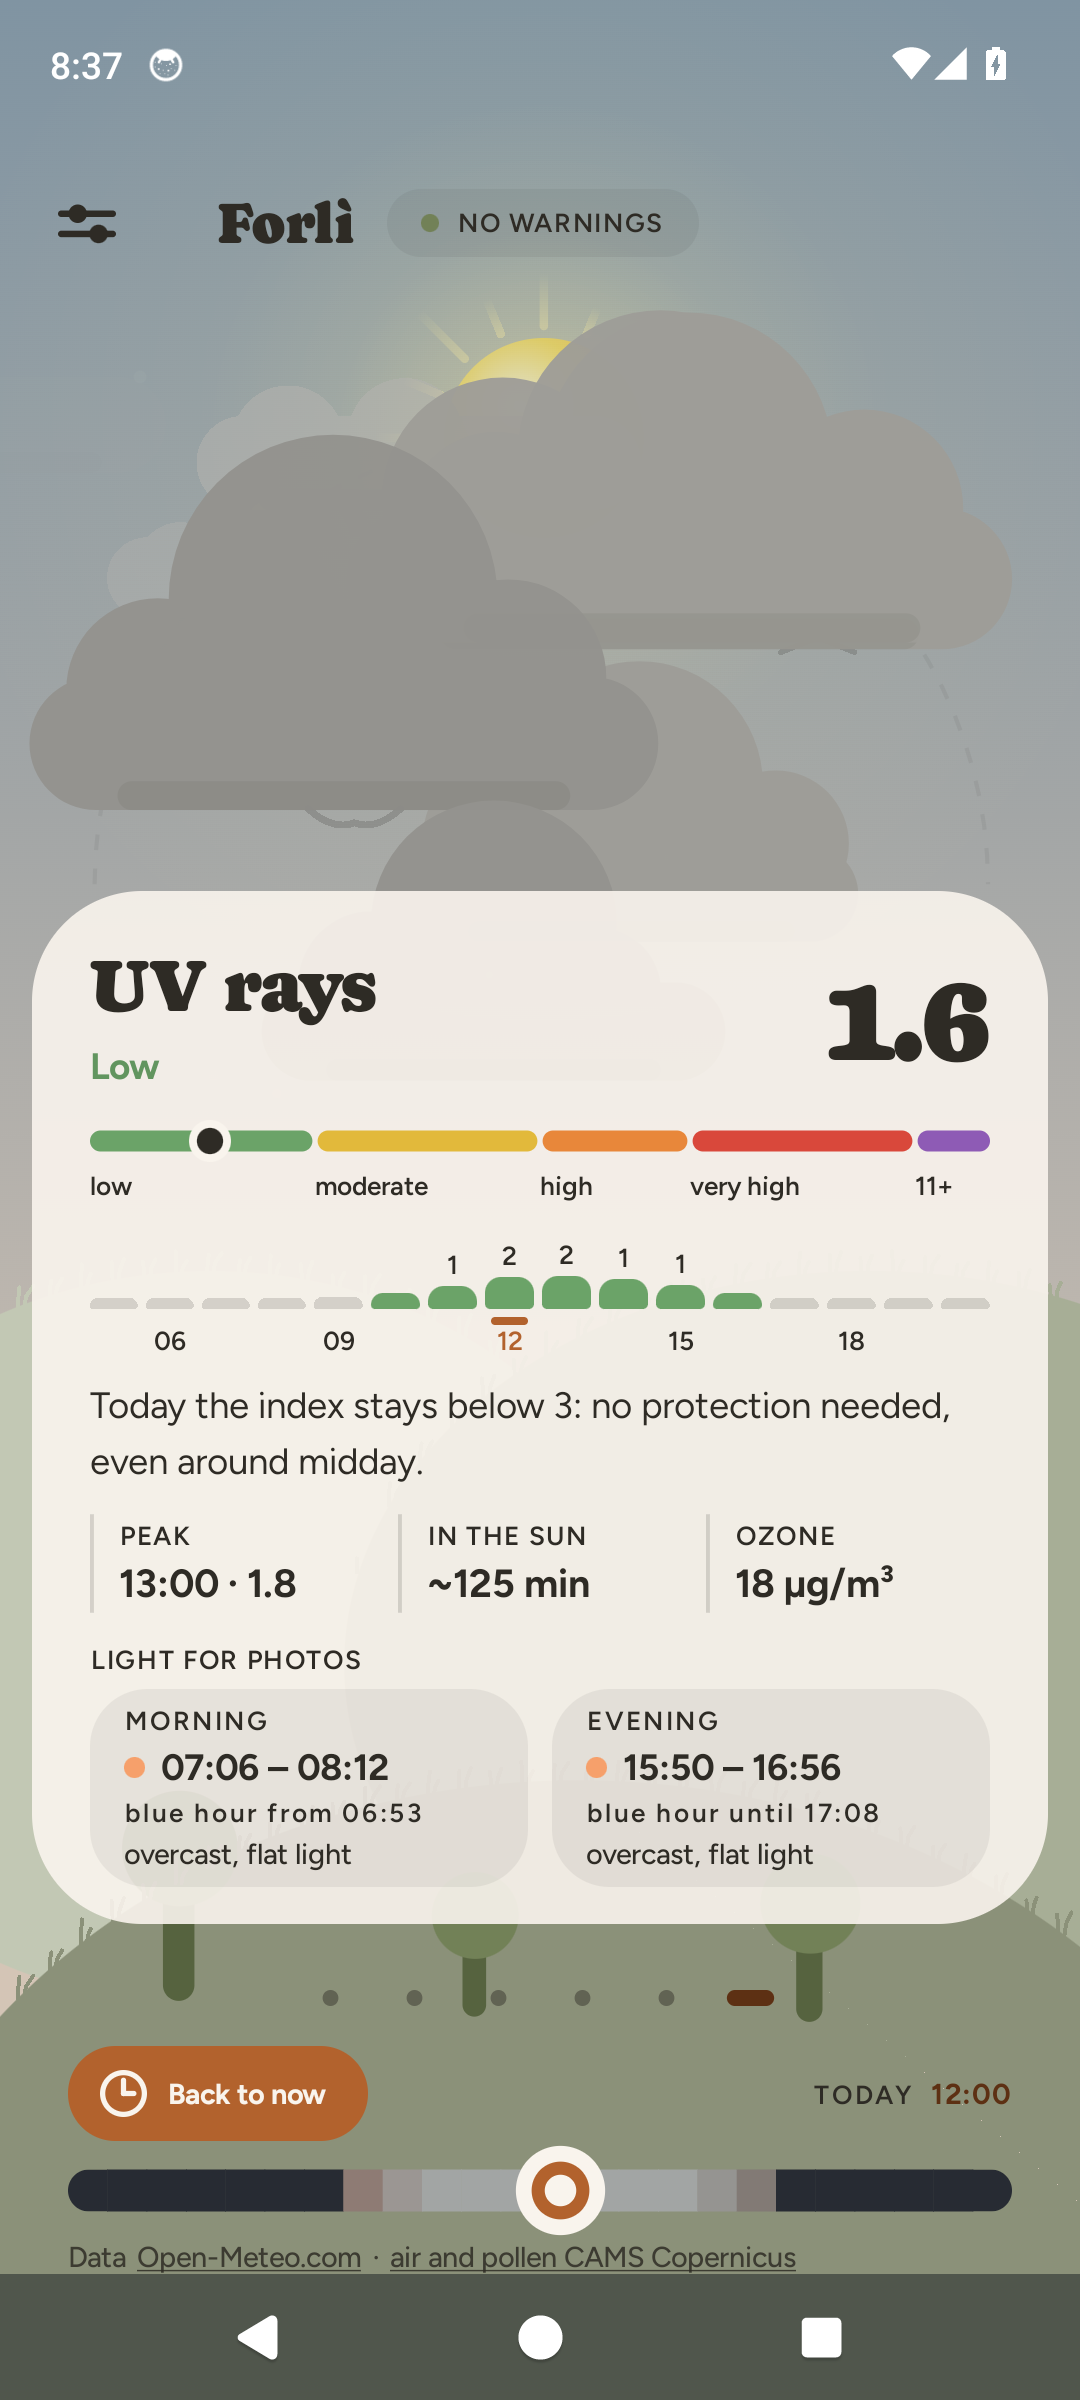 8:37
Forlì
NO WARNINGS
UV rays
1.6
Low
low moderate high very high 11+
1 2 2 1 1
06 09 12 15 18
Today the index stays below 3: no protection needed,
even around midday.
PEAK IN THE SUN OZONE
13:00 · 1.8 ~125 min 18 µg/m³
LIGHT FOR PHOTOS
MORNING
07:06 – 08:12
blue hour from 06:53
overcast, flat light
EVENING
15:50 – 16:56
blue hour until 17:08
overcast, flat light
Back to now
TODAY 12:00
Data Open-Meteo.com · air and pollen CAMS Copernicus